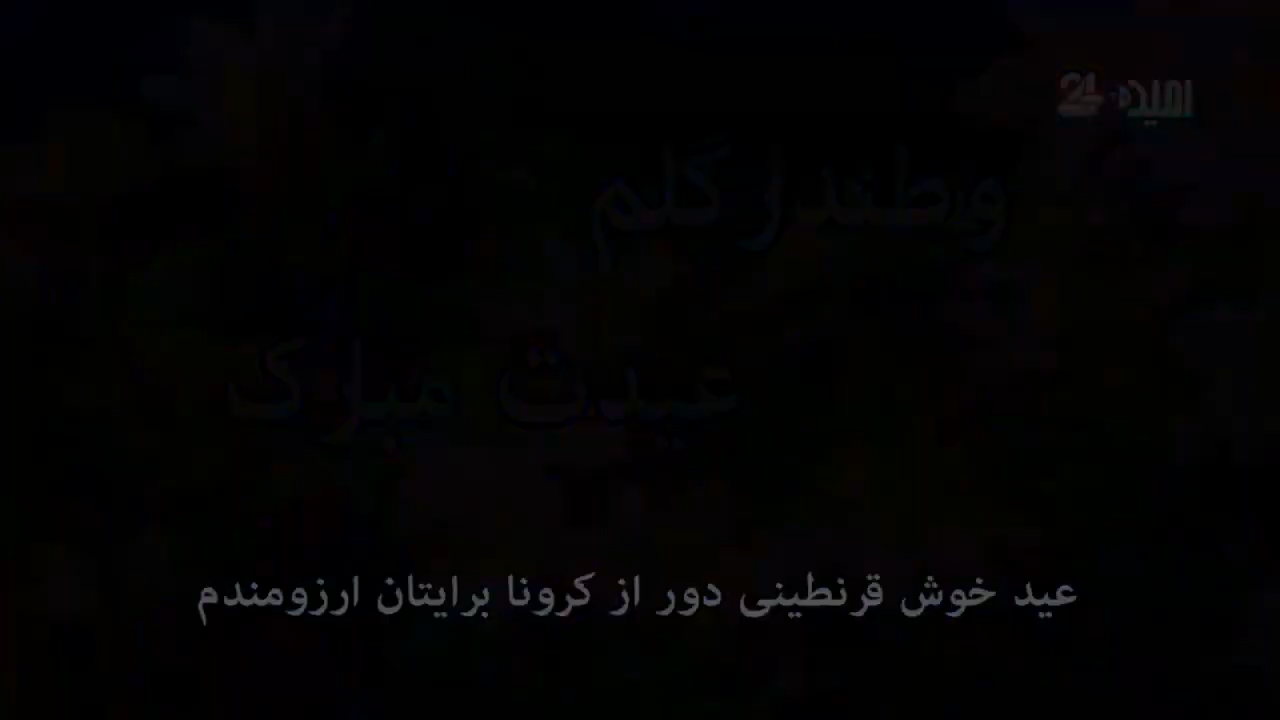 امید 24
وطندار گلم
عیدت مبارک
عید خوش قرنطینی دور از کرونا برایتان ارزومندم